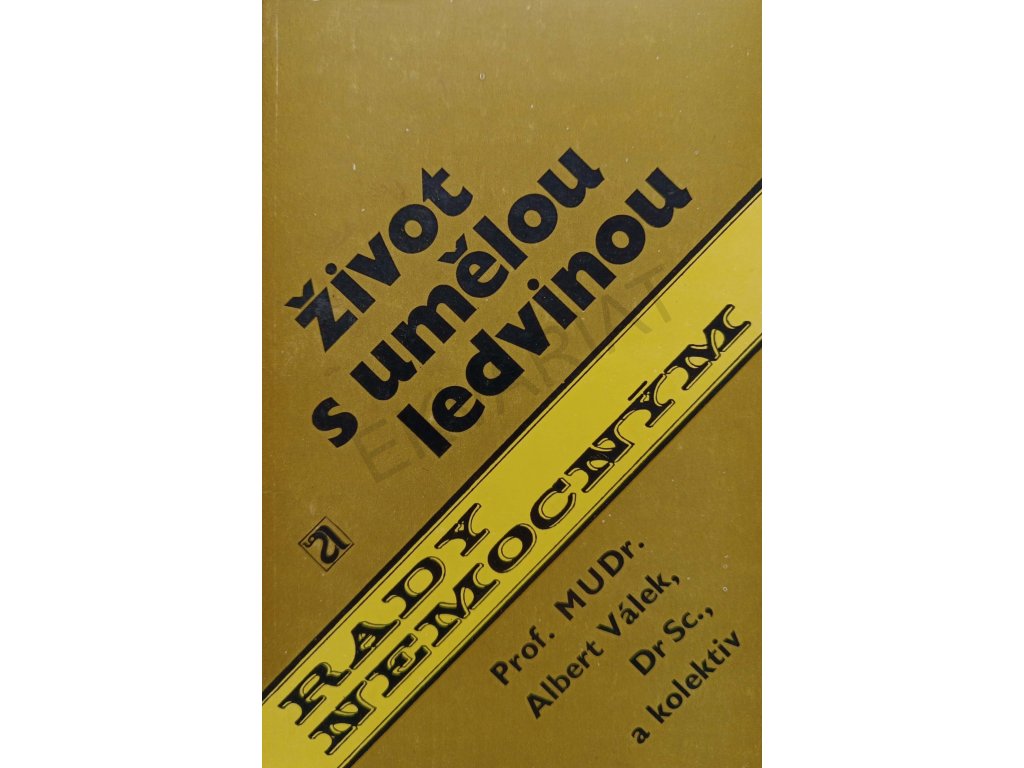 život
s umělou
ledvinou
RADY
NEMOCNÝM
Prof. MUDr.
Albert Válek,
Dr Sc.,
a kolektiv